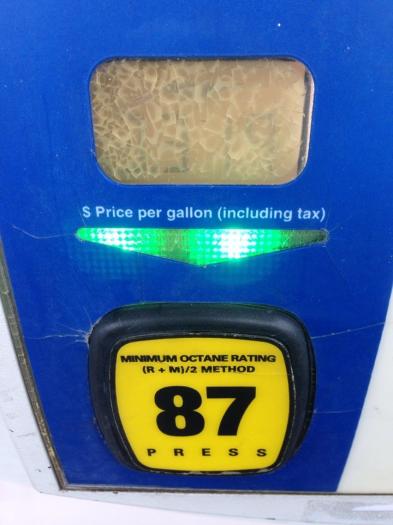 $ Price per gallon (including tax)
MINIMUM OCTANE RATING
(R + M)/2 METHOD
87
PRESS